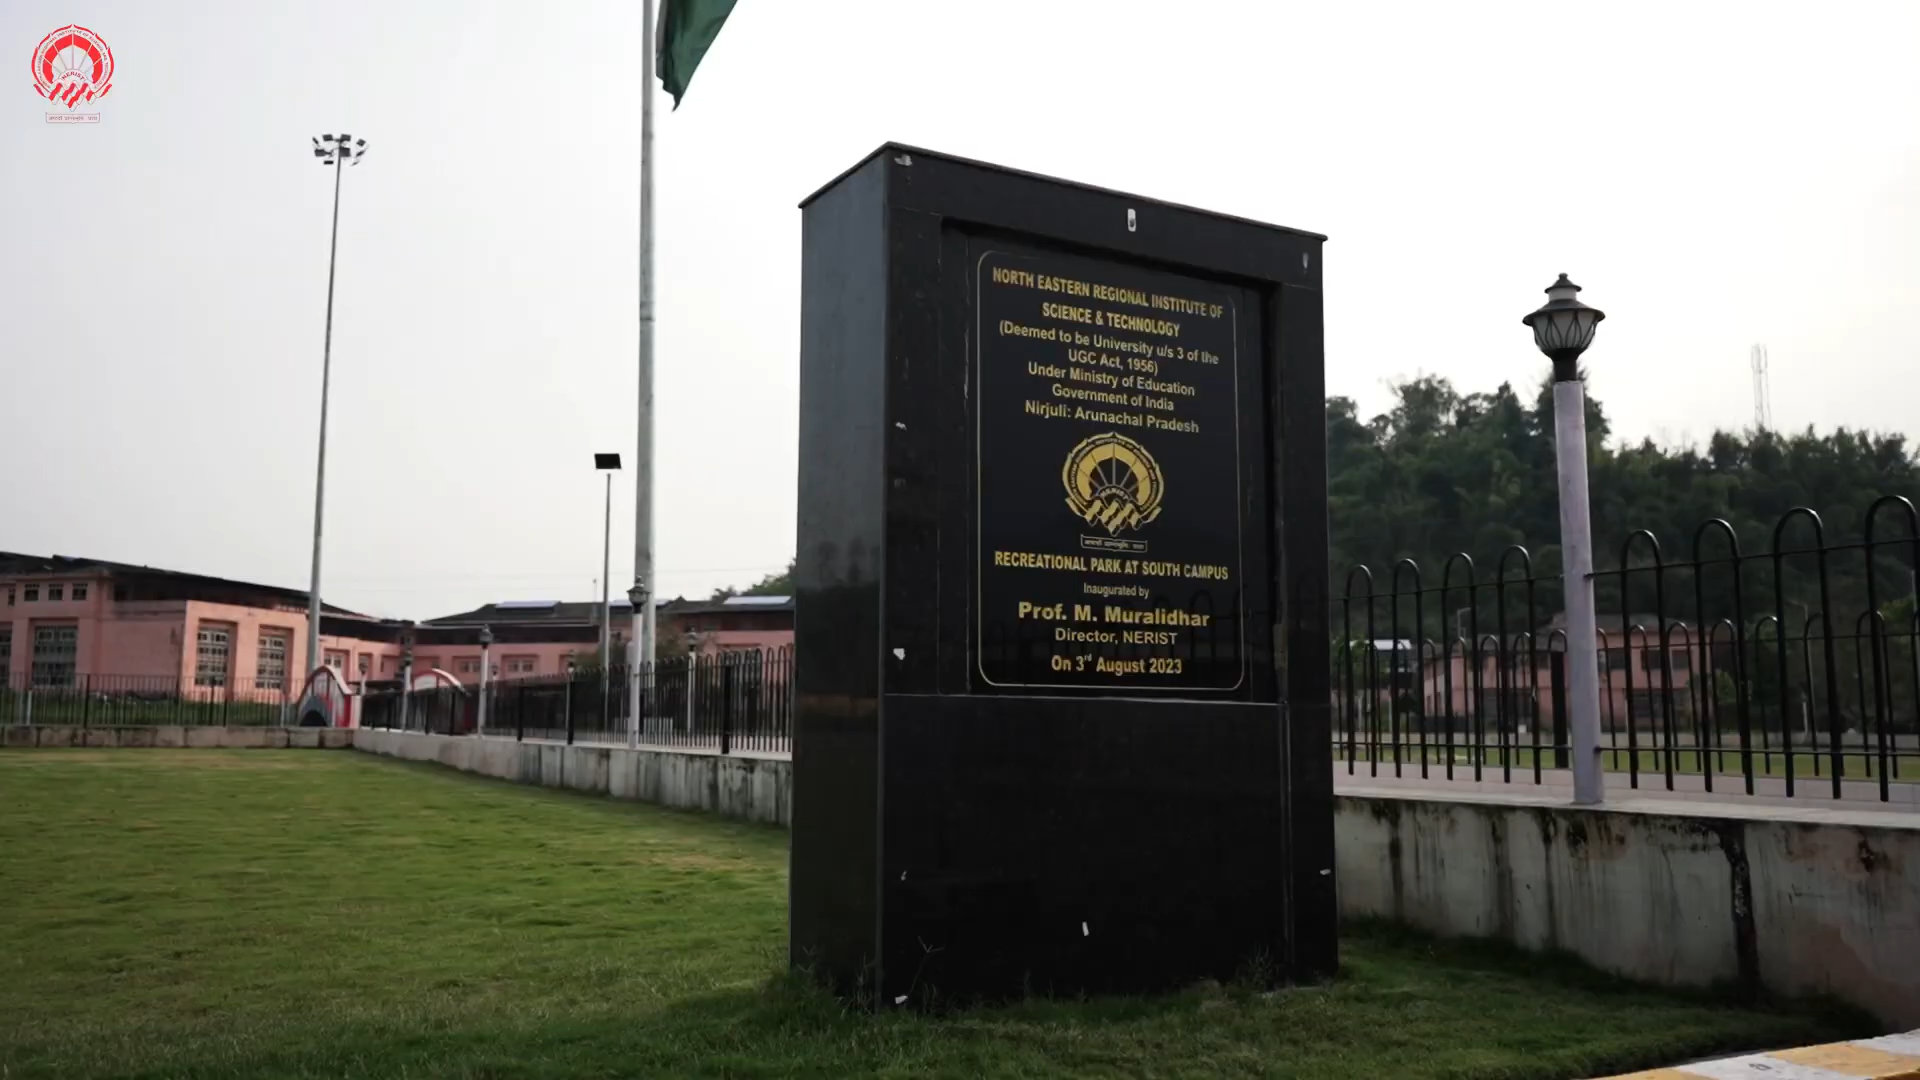 NORTH EASTERN REGIONAL INSTITUTE OF
SCIENCE & TECHNOLOGY
(Deemed to be University u/s 3 of the
UGC Act, 1956)
Under Ministry of Education
Government of India
Nirjuli: Arunachal Pradesh
NERIST
RECREATIONAL PARK AT SOUTH CAMPUS
Inaugurated by
Prof. M. Muralidhar
Director, NERIST
On 3rd August 2023